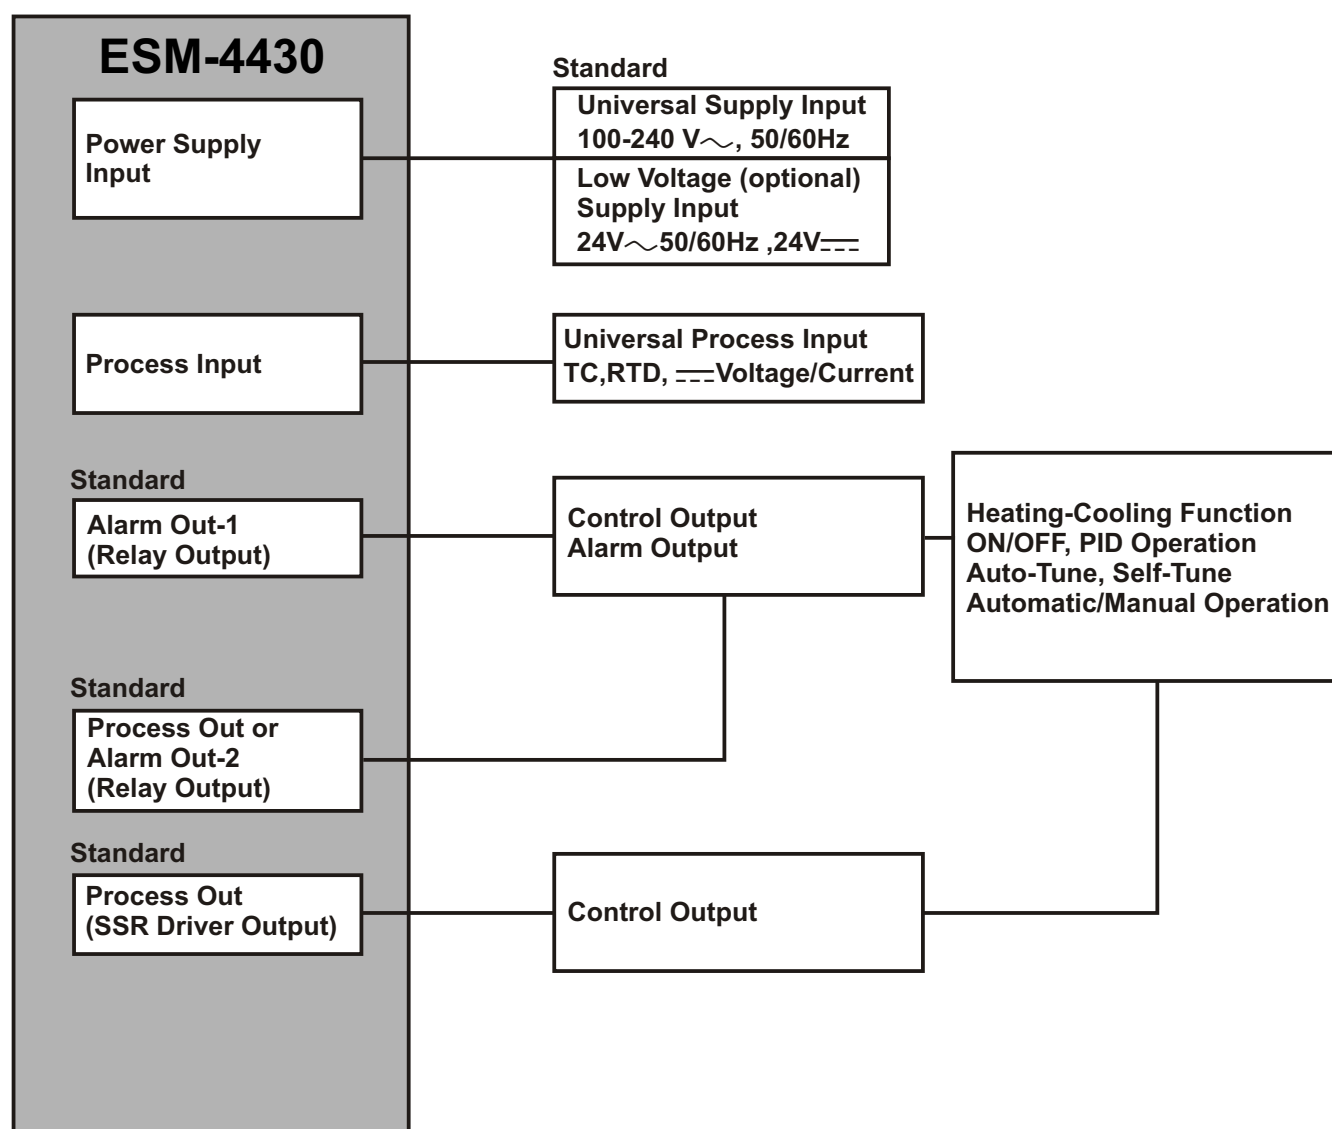 ESM-4430
Power Supply
Input
Standard
Universal Supply Input
100-240 V～, 50/60Hz
Low Voltage (optional)
Supply Input
24V～50/60Hz ,24V⎓
Process Input
Universal Process Input
TC,RTD, ⎓Voltage/Current
Standard
Alarm Out-1
(Relay Output)
Control Output
Alarm Output
Heating-Cooling Function
ON/OFF, PID Operation
Auto-Tune, Self-Tune
Automatic/Manual Operation
Standard
Process Out or
Alarm Out-2
(Relay Output)
Standard
Process Out
(SSR Driver Output)
Control Output